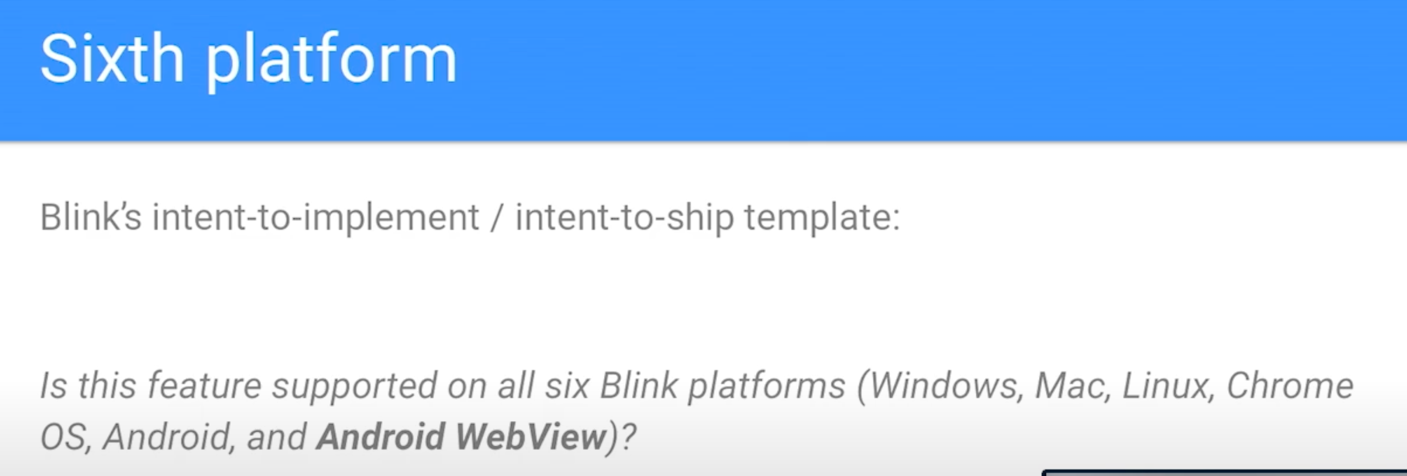 Sixth platform
Blink's intent-to-implement / intent-to-ship template:
Is this feature supported on all six Blink platforms (Windows, Mac, Linux, Chrome
OS, Android, and Android WebView)?